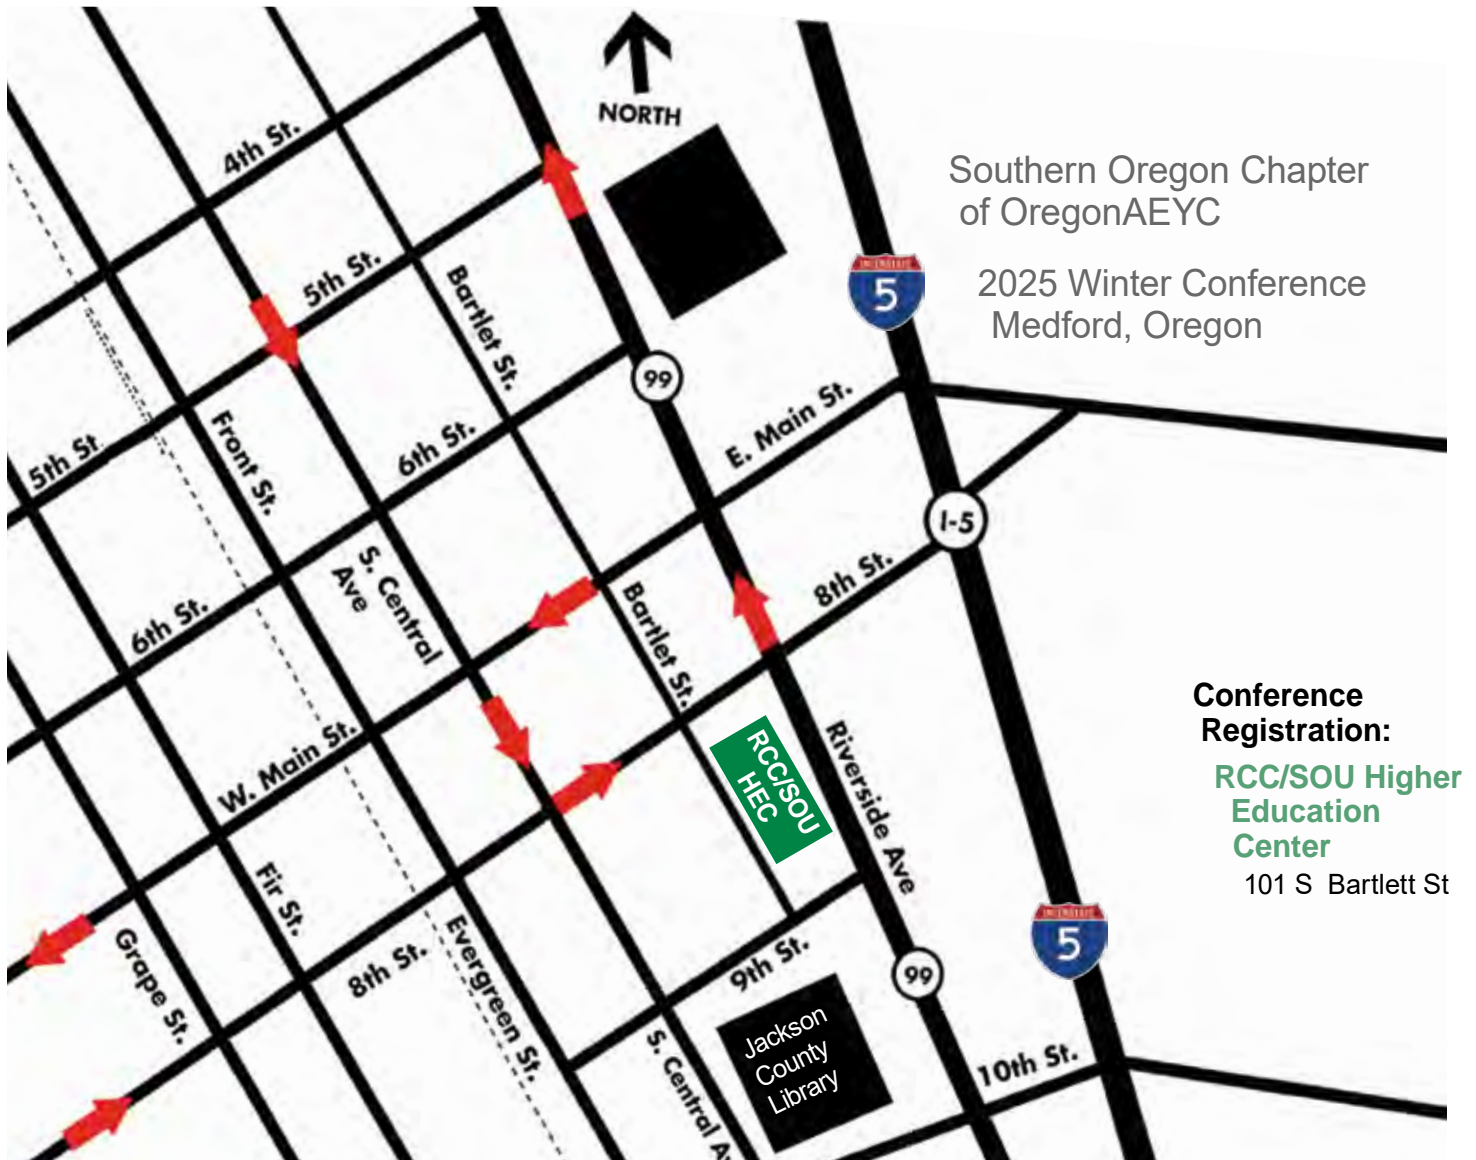 NORTH
Southern Oregon Chapter
of OregonAEYC
2025 Winter Conference
Medford, Oregon
4th St.
5th St.
Bartlet St.
INTERSTATE
5
99
E. Main St.
5th St.
Front St.
6th St.
I-5
8th St.
S. Central
Ave
6th St.
Bartlet St.
W. Main St.
RCC/SOU
HEC
Riverside Ave
Conference
Registration:
RCC/SOU Higher
Education
Center
101 S Bartlett St
Fir St.
Grape St.
8th St.
Evergreen St.
9th St.
99
INTERSTATE
5
Jackson
County
Library
S. Central Av
10th St.